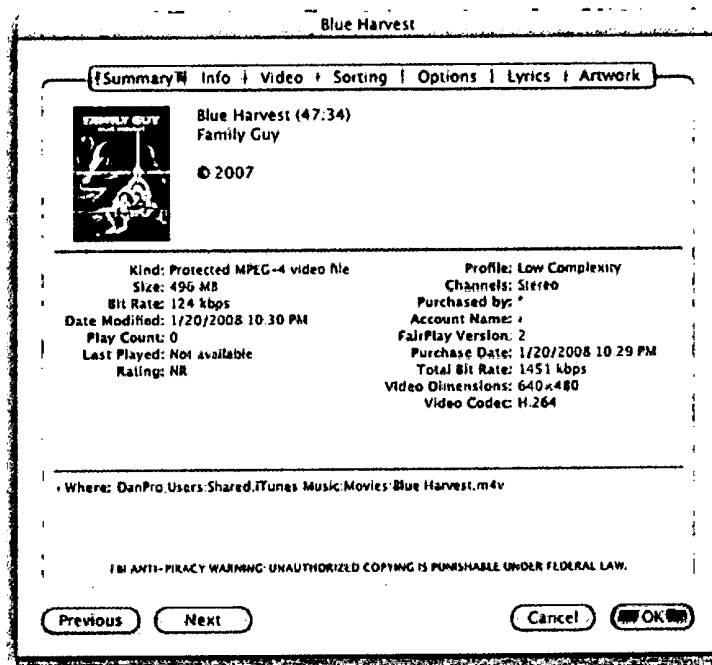 Blue Harvest
Summary Info Video Sorting Options Lyrics Artwork
FAMILY GUY
Blue Harvest (47:34)
Family Guy
© 2007
Kind: Protected MPEG-4 video file
Size: 496 MB
Bit Rate: 124 kbps
Date Modified: 1/20/2008 10:30 PM
Play Count: 0
Last Played: Not available
Rating: NR
Profile: Low Complexity
Channels: Stereo
Purchased by:
Account Name:
FairPlay Version: 2
Purchase Date: 1/20/2008 10:29 PM
Total Bit Rate: 1451 kbps
Video Dimensions: 640×480
Video Codec: H.264
Where: DanPro:Users:Shared:iTunes Music:Movies:Blue Harvest.m4v
FBI ANTI-PIRACY WARNING: UNAUTHORIZED COPYING IS PUNISHABLE UNDER FEDERAL LAW.
Previous Next Cancel OK